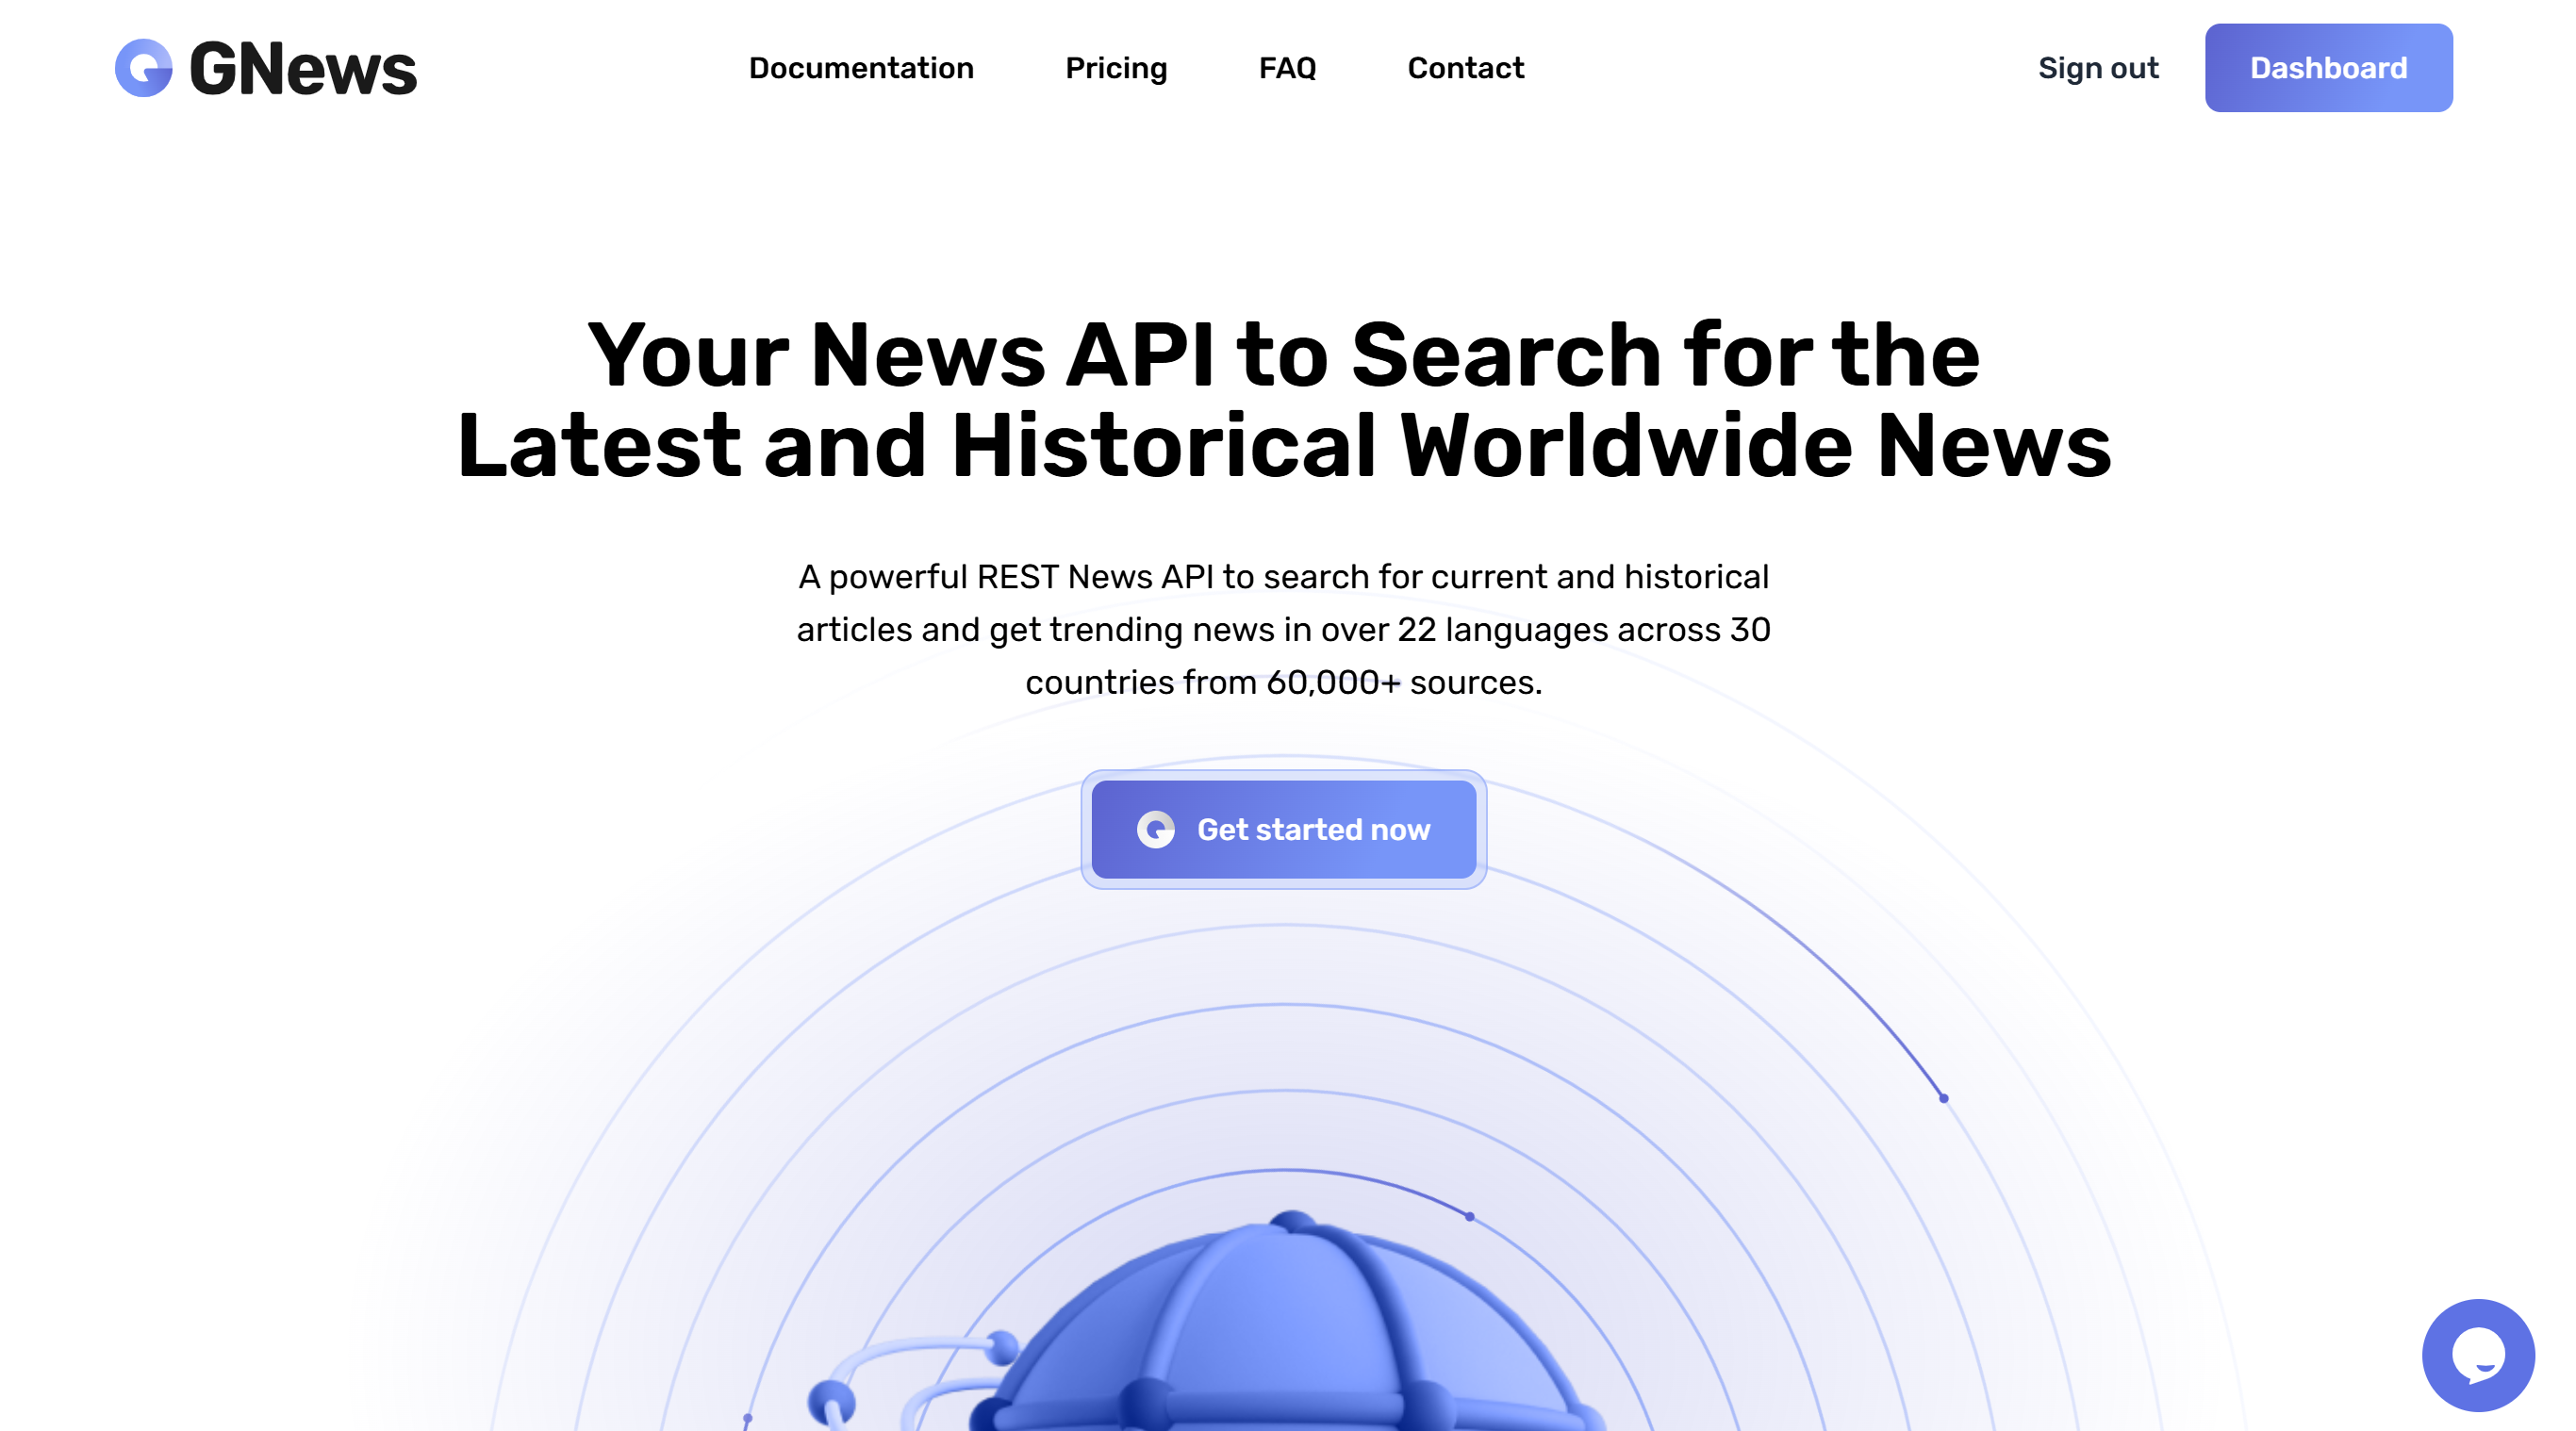 GNews
Documentation
Pricing
FAQ
Contact
Sign out
Dashboard
Your News API to Search for the
Latest and Historical Worldwide News
A powerful REST News API to search for current and historical
articles and get trending news in over 22 languages across 30
countries from 60,000+ sources.
Get started now